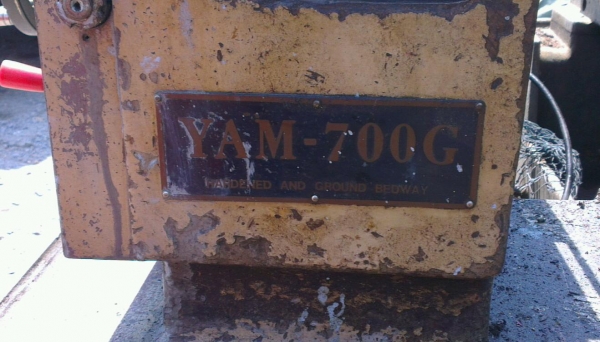 YAM-700G
HARDENED AND GROUND BEDWAY